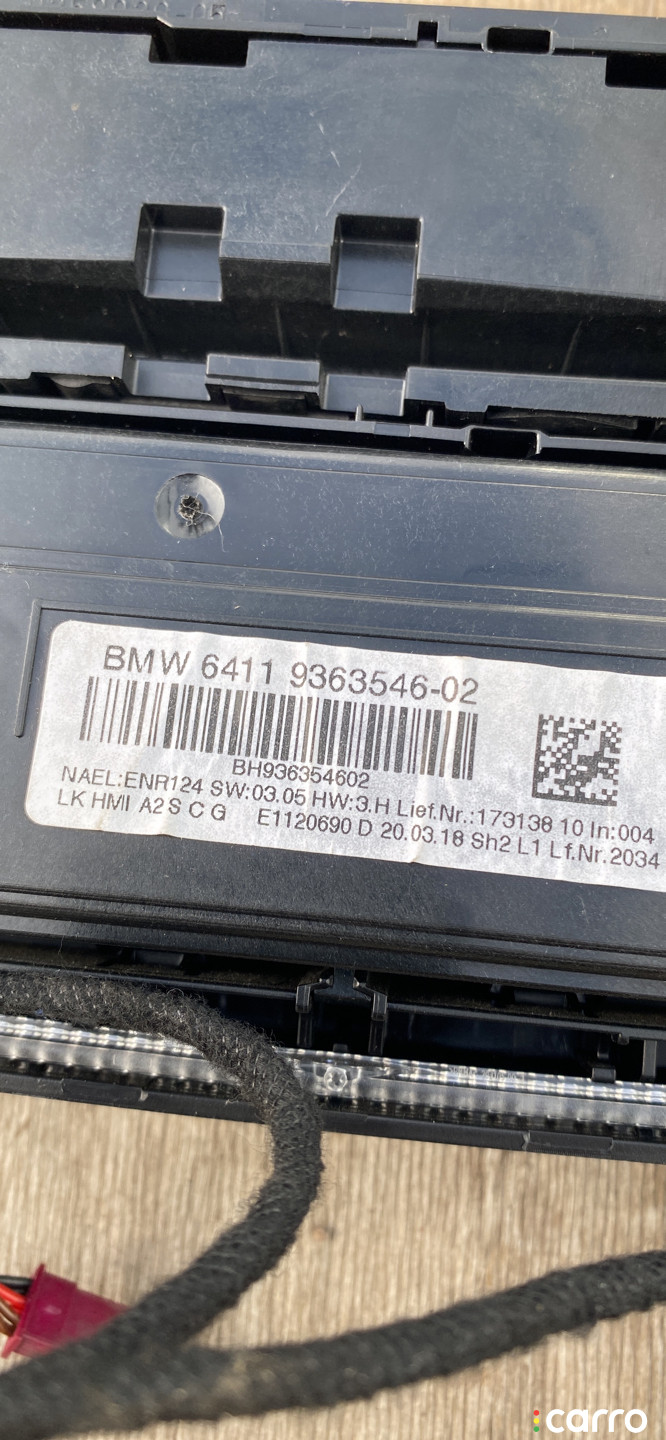 BMW 6411 9363546-02
BH936354602
NAEL:ENR124 SW:03.05 HW:3.H Lief.Nr.:173138 10 In:004
LK HMI A2 S C G E1120690 D 20.03.18 Sh2 L1 Lf.Nr.2034
carro